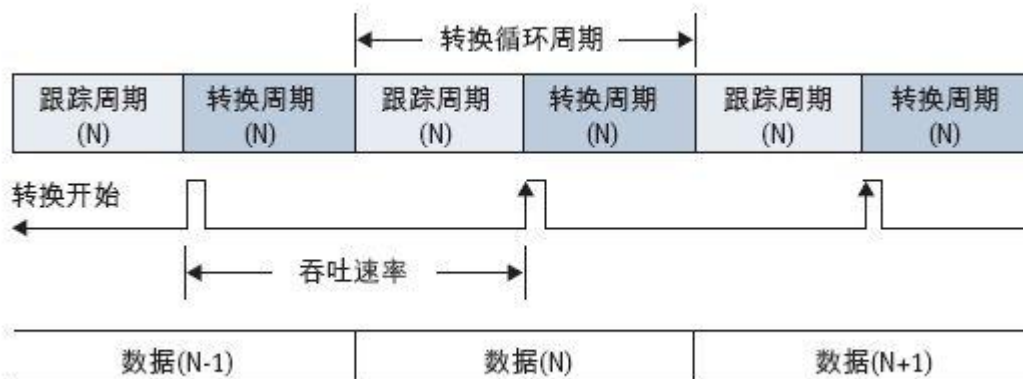 转换循环周期
跟踪周期 转换周期 跟踪周期 转换周期 跟踪周期 转换周期
(N) (N) (N) (N) (N) (N)
转换开始
吞吐速率
数据(N-1) 数据(N) 数据(N+1)